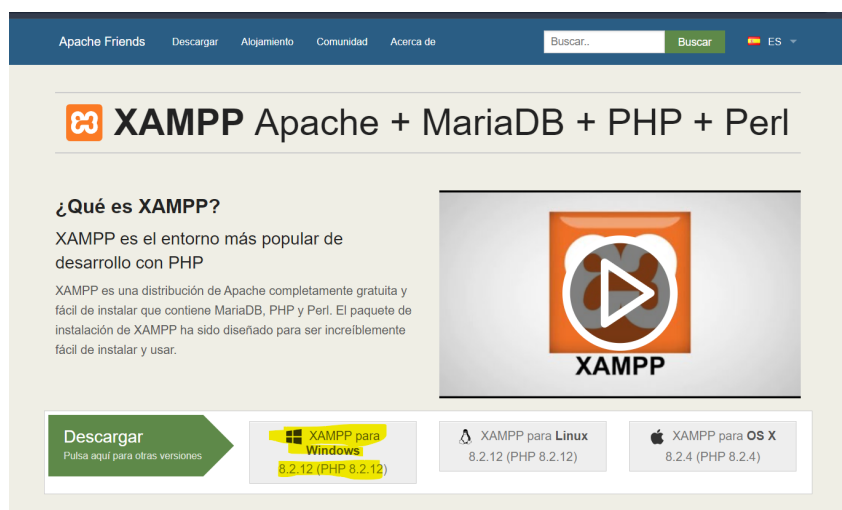 Apache Friends Descargar Alojamiento Comunidad Acerca de Buscar.. Buscar ES
XAMPP Apache + MariaDB + PHP + Perl
¿Qué es XAMPP?
XAMPP es el entorno más popular de
desarrollo con PHP
XAMPP es una distribución de Apache completamente gratuita y
fácil de instalar que contiene MariaDB, PHP y Perl. El paquete de
instalación de XAMPP ha sido diseñado para ser increíblemente
fácil de instalar y usar.
XAMPP
Descargar
Pulsa aquí para otras versiones
XAMPP para
Windows
8.2.12 (PHP 8.2.12)
XAMPP para Linux
8.2.12 (PHP 8.2.12)
XAMPP para OS X
8.2.4 (PHP 8.2.4)